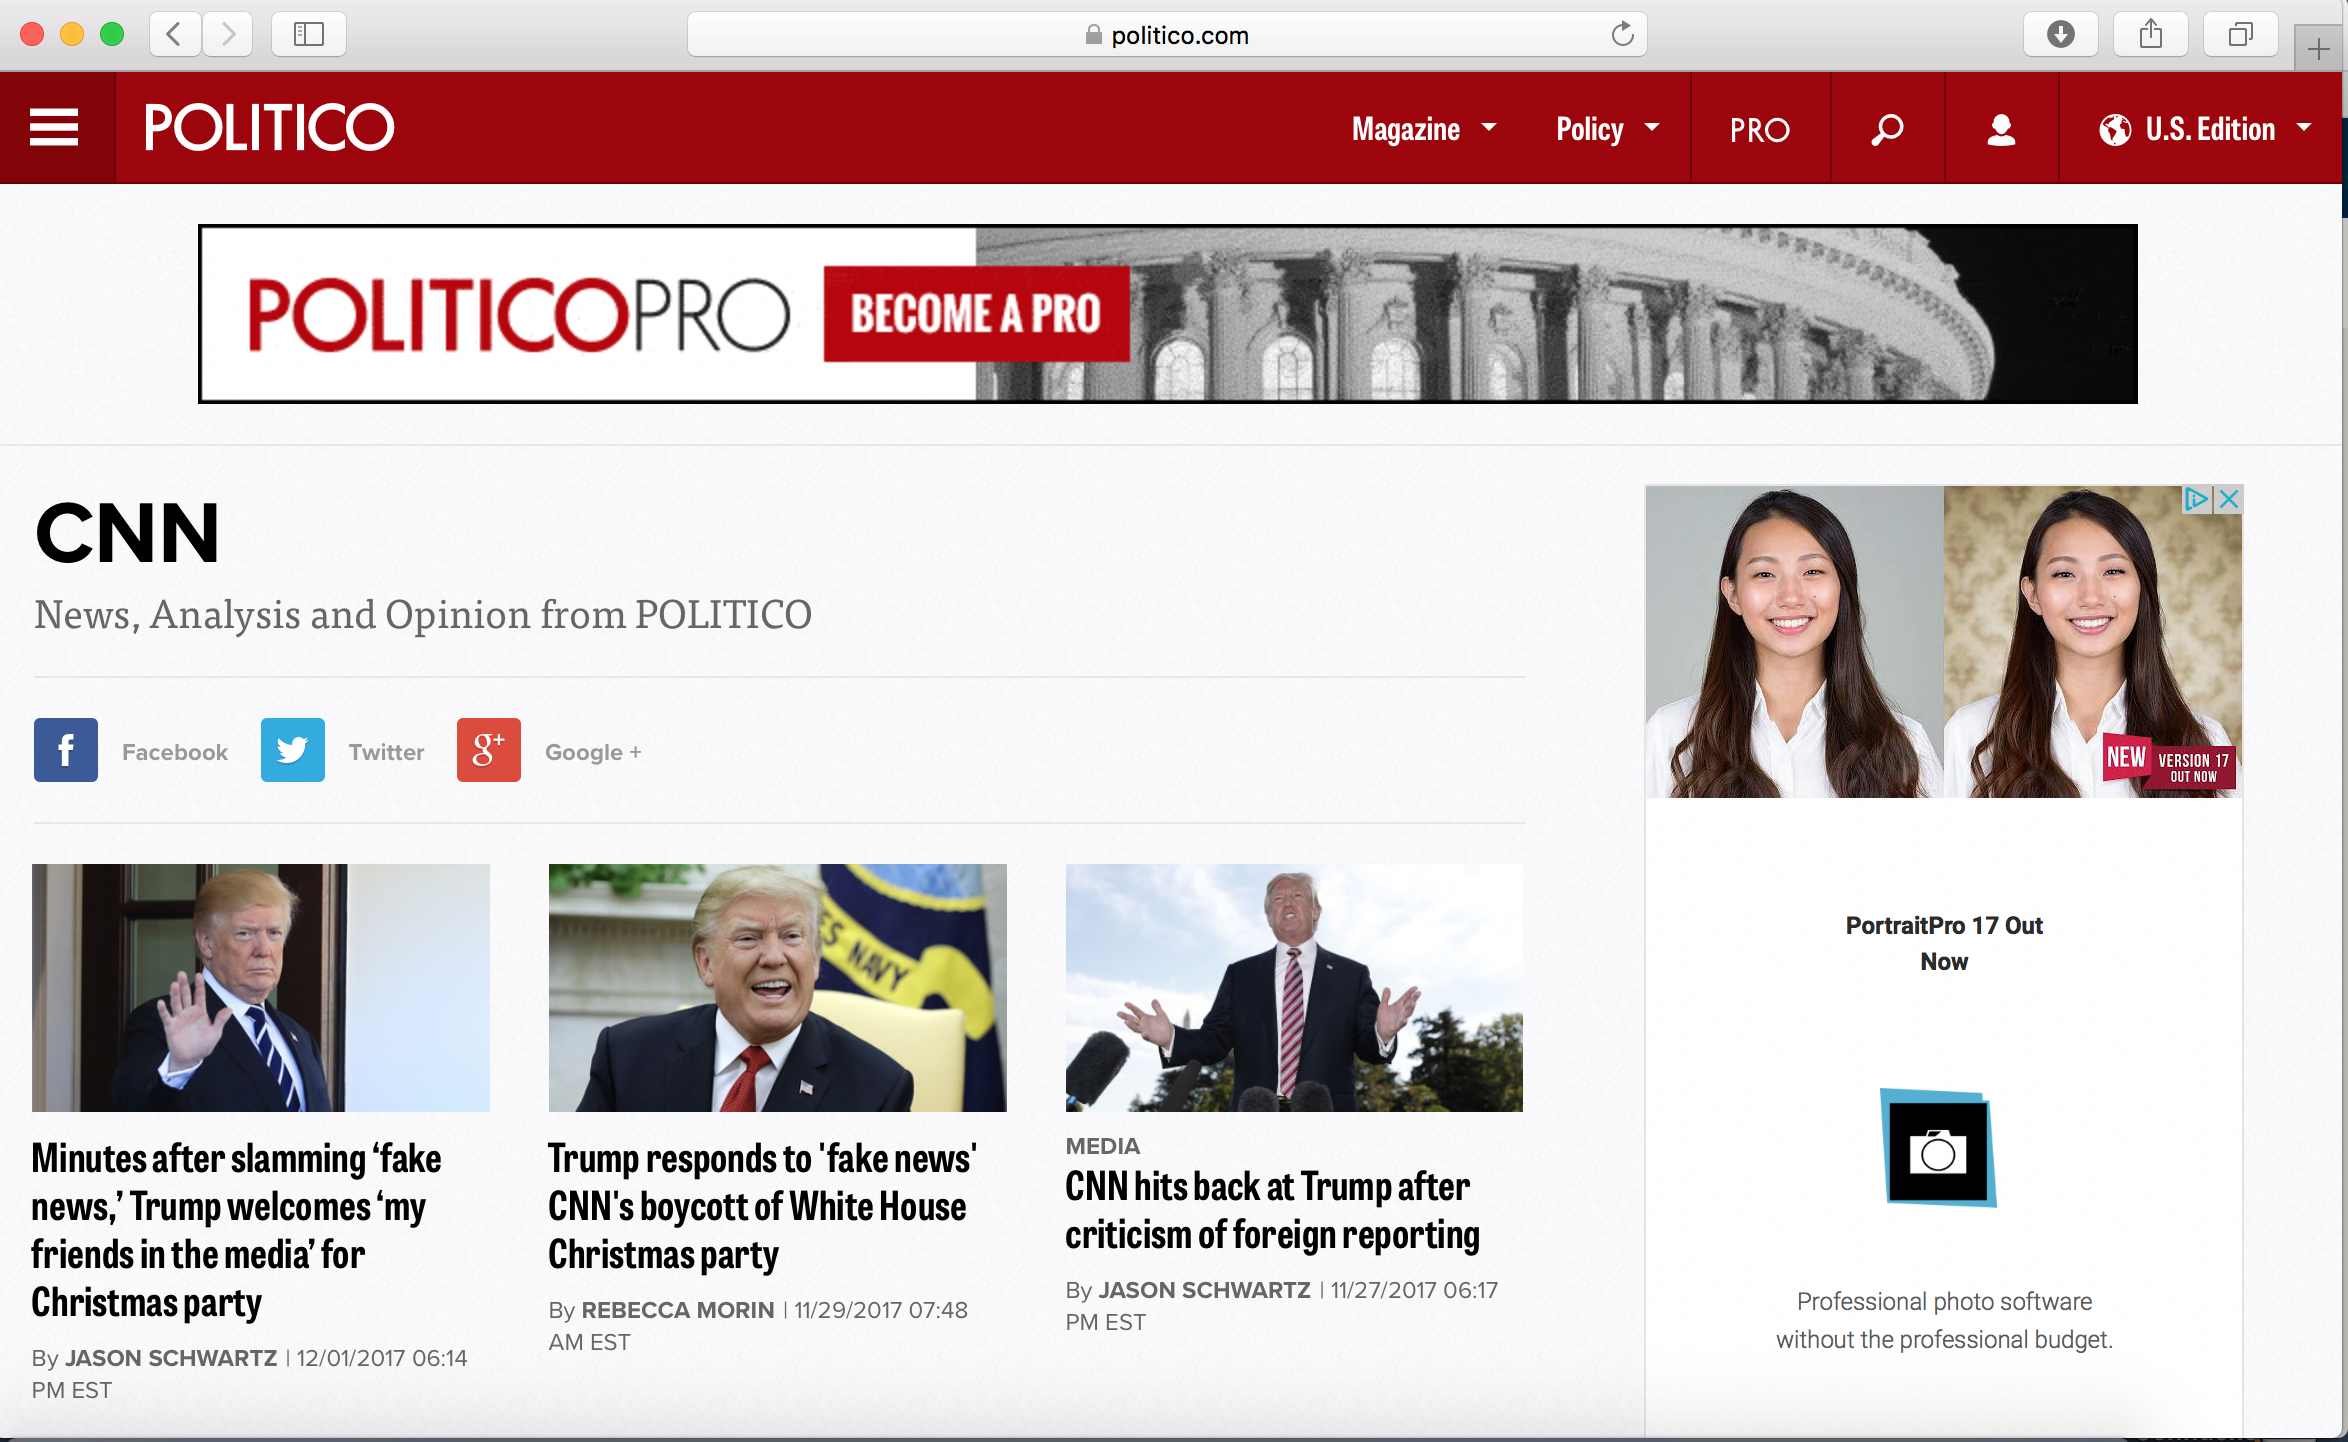 politico.com
POLITICO
Magazine
Policy
PRO
U.S. Edition
POLITICOPRO
BECOME A PRO
CNN
News, Analysis and Opinion from POLITICO
Facebook
Twitter
g+
Google +
NEW
VERSION 17
OUT NOW
ES NAVY
Minutes after slamming ‘fake
news,’ Trump welcomes ‘my
friends in the media’ for
Christmas party
By JASON SCHWARTZ | 12/01/2017 06:14
PM EST
Trump responds to 'fake news'
CNN's boycott of White House
Christmas party
By REBECCA MORIN | 11/29/2017 07:48
AM EST
MEDIA
CNN hits back at Trump after
criticism of foreign reporting
By JASON SCHWARTZ | 11/27/2017 06:17
PM EST
PortraitPro 17 Out
Now
Professional photo software
without the professional budget.